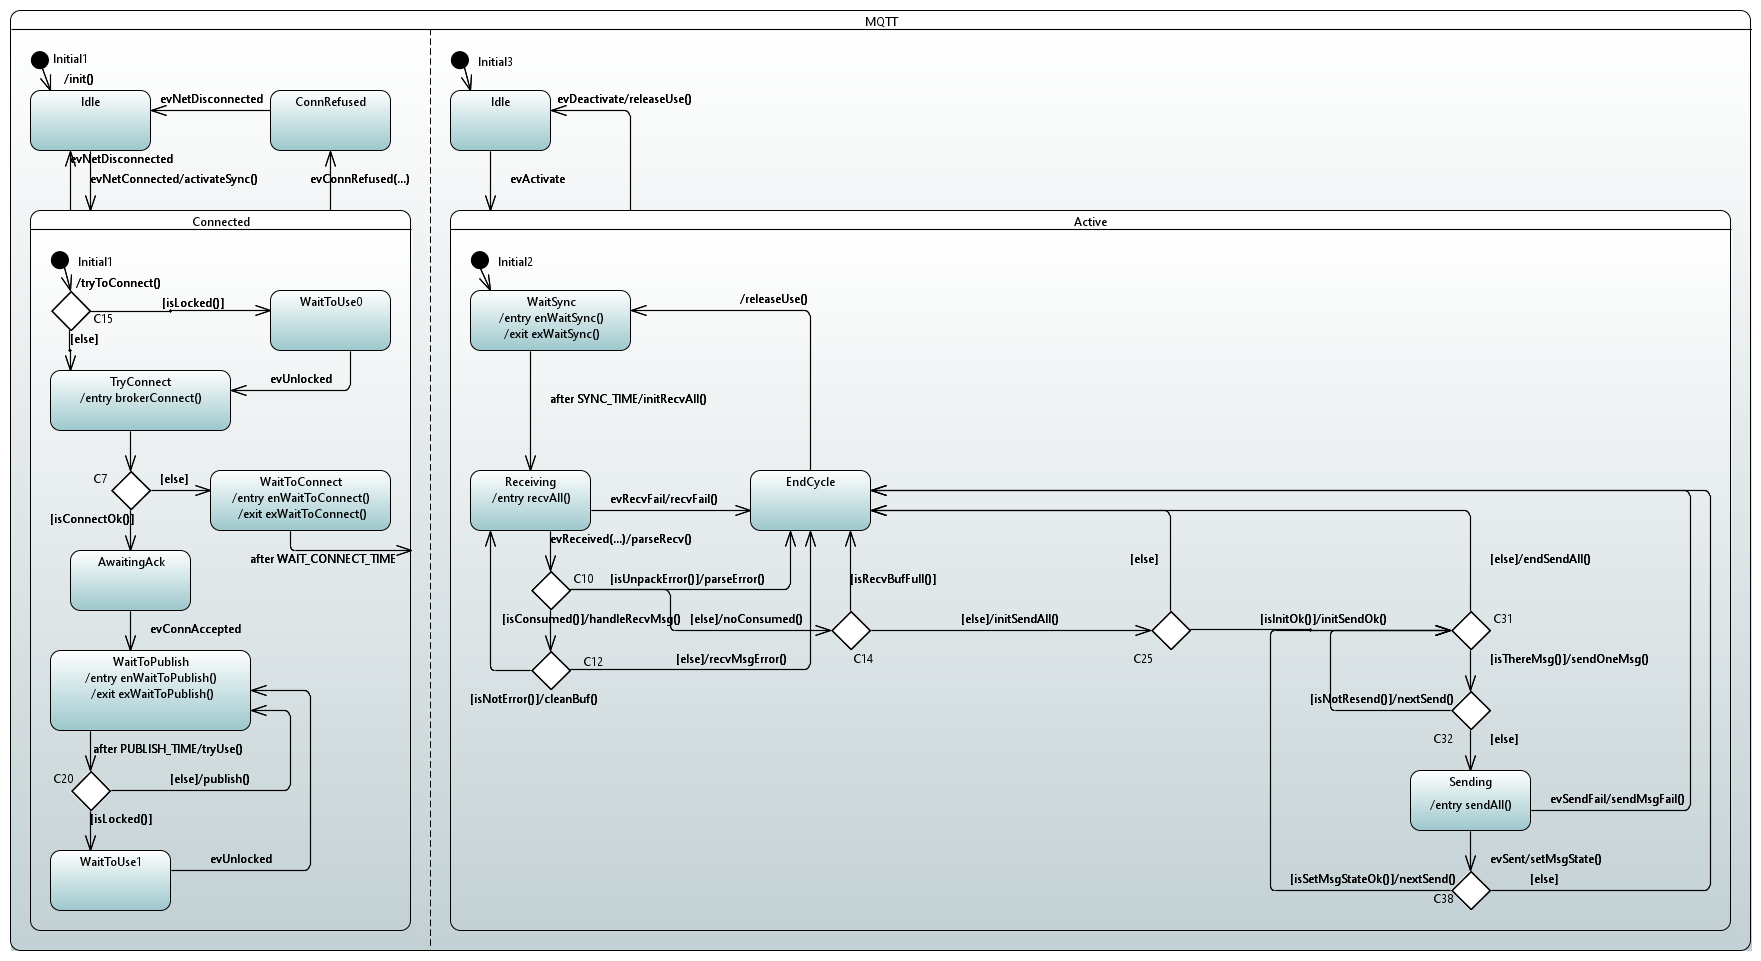 MQTT
Initial1
/init()
Idle
evNetDisconnected
ConnRefused
evNetDisconnected
evNetConnected/activateSync()
evConnRefused(...)
Connected
Initial1
/tryToConnect()
[isLocked()]
WaitToUse0
C15
[else]
evUnlocked
TryConnect
/entry brokerConnect()
C7
[else]
WaitToConnect
/entry enWaitToConnect()
/exit exWaitToConnect()
[isConnectOk()]
after WAIT_CONNECT_TIME
AwaitingAck
evConnAccepted
WaitToPublish
/entry enWaitToPublish()
/exit exWaitToPublish()
after PUBLISH_TIME/tryUse()
C20
[else]/publish()
[isLocked()]
WaitToUse1
evUnlocked
Initial3
Idle
evDeactivate/releaseUse()
evActivate
Active
Initial2
WaitSync
/entry enWaitSync()
/exit exWaitSync()
/releaseUse()
after SYNC_TIME/initRecvAll()
Receiving
/entry recvAll()
evRecvFail/recvFail()
EndCycle
evReceived(...)/parseRecv()
C10
[isUnpackError()]/parseError()
[isRecvBufFull()]
[else]
[else]/endSendAll()
[isConsumed()]/handleRecvMsg()
[else]/noConsumed()
[else]/initSendAll()
[isInitOk()]/initSendOk()
C31
C12
[else]/recvMsgError()
C14
C25
[isThereMsg()]/sendOneMsg()
[isNotError()]/cleanBuf()
[isNotResend()]/nextSend()
C32
[else]
Sending
/entry sendAll()
evSendFail/sendMsgFail()
evSent/setMsgState()
[isSetMsgStateOk()]/nextSend()
[else]
C38